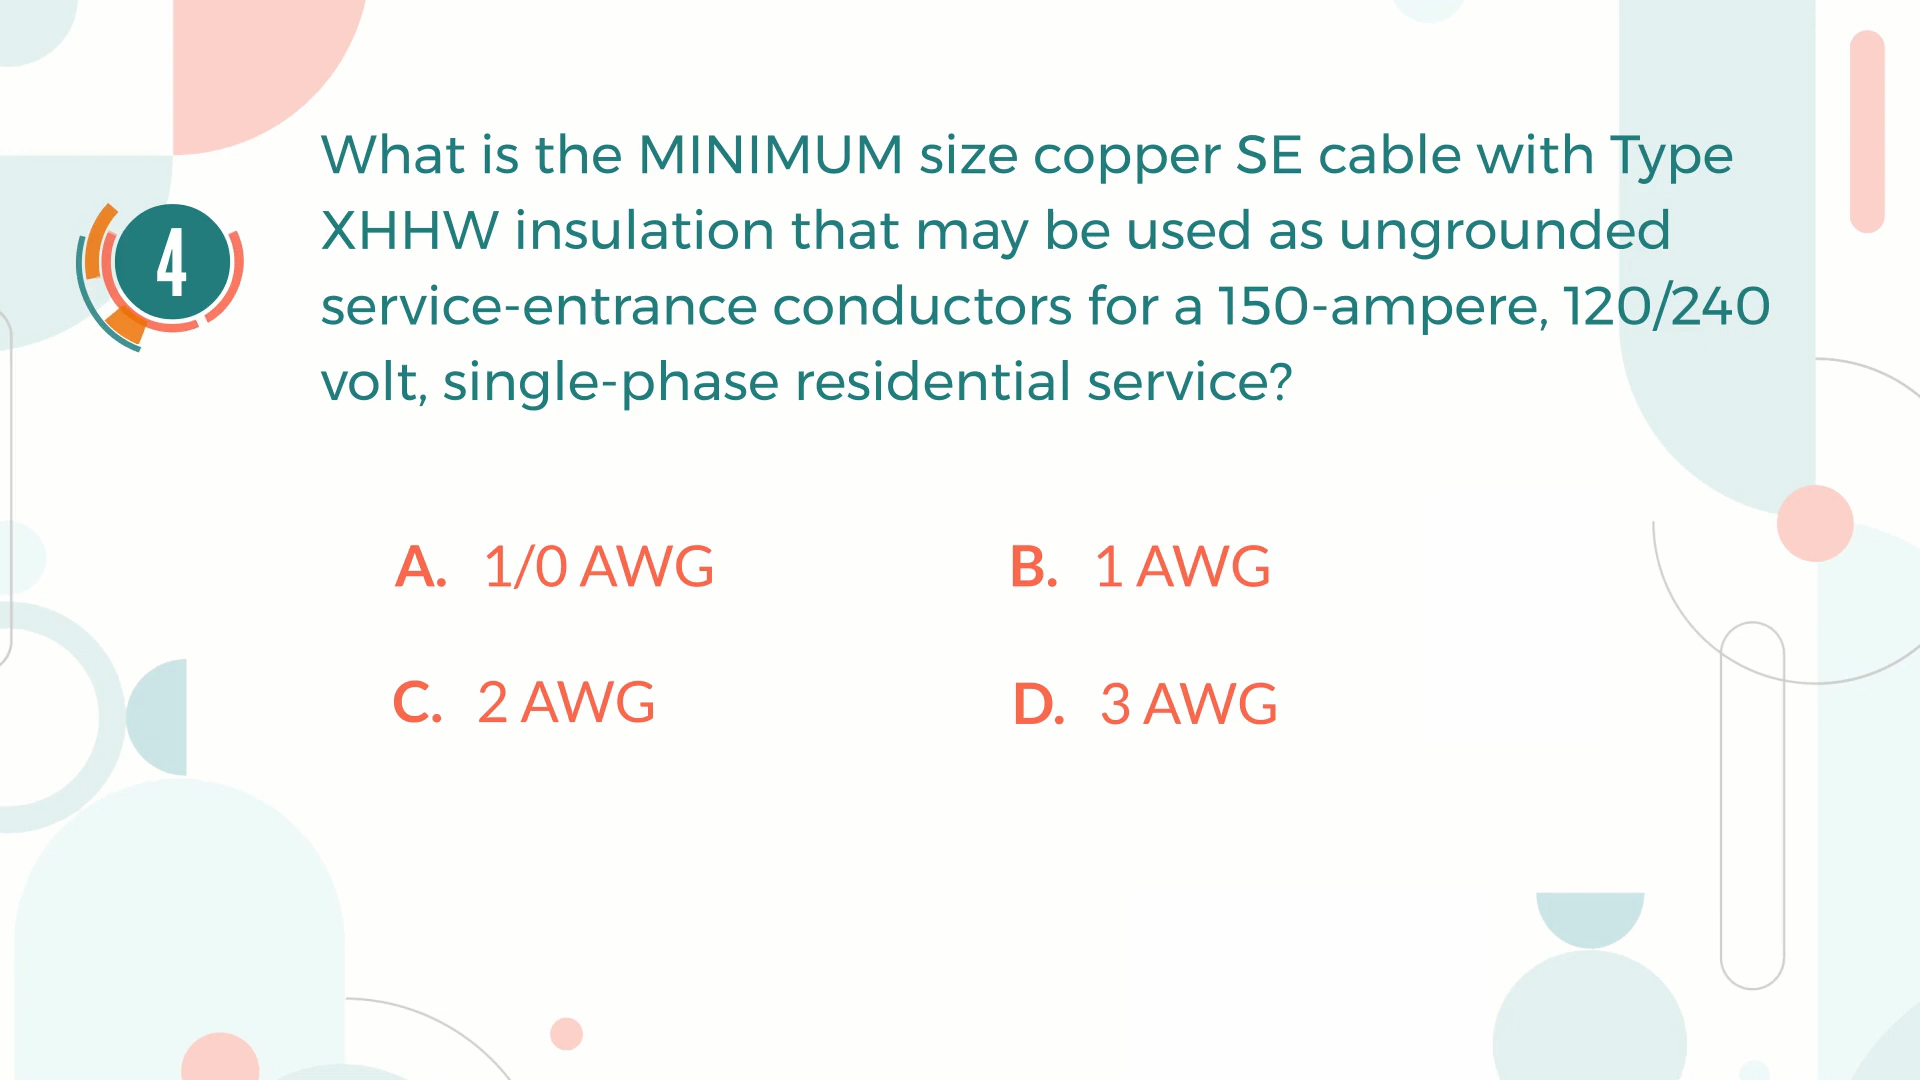 4
What is the MINIMUM size copper SE cable with Type
XHHW insulation that may be used as ungrounded
service-entrance conductors for a 150-ampere, 120/240
volt, single-phase residential service?
A. 1/0 AWG
B. 1 AWG
C. 2 AWG
D. 3 AWG